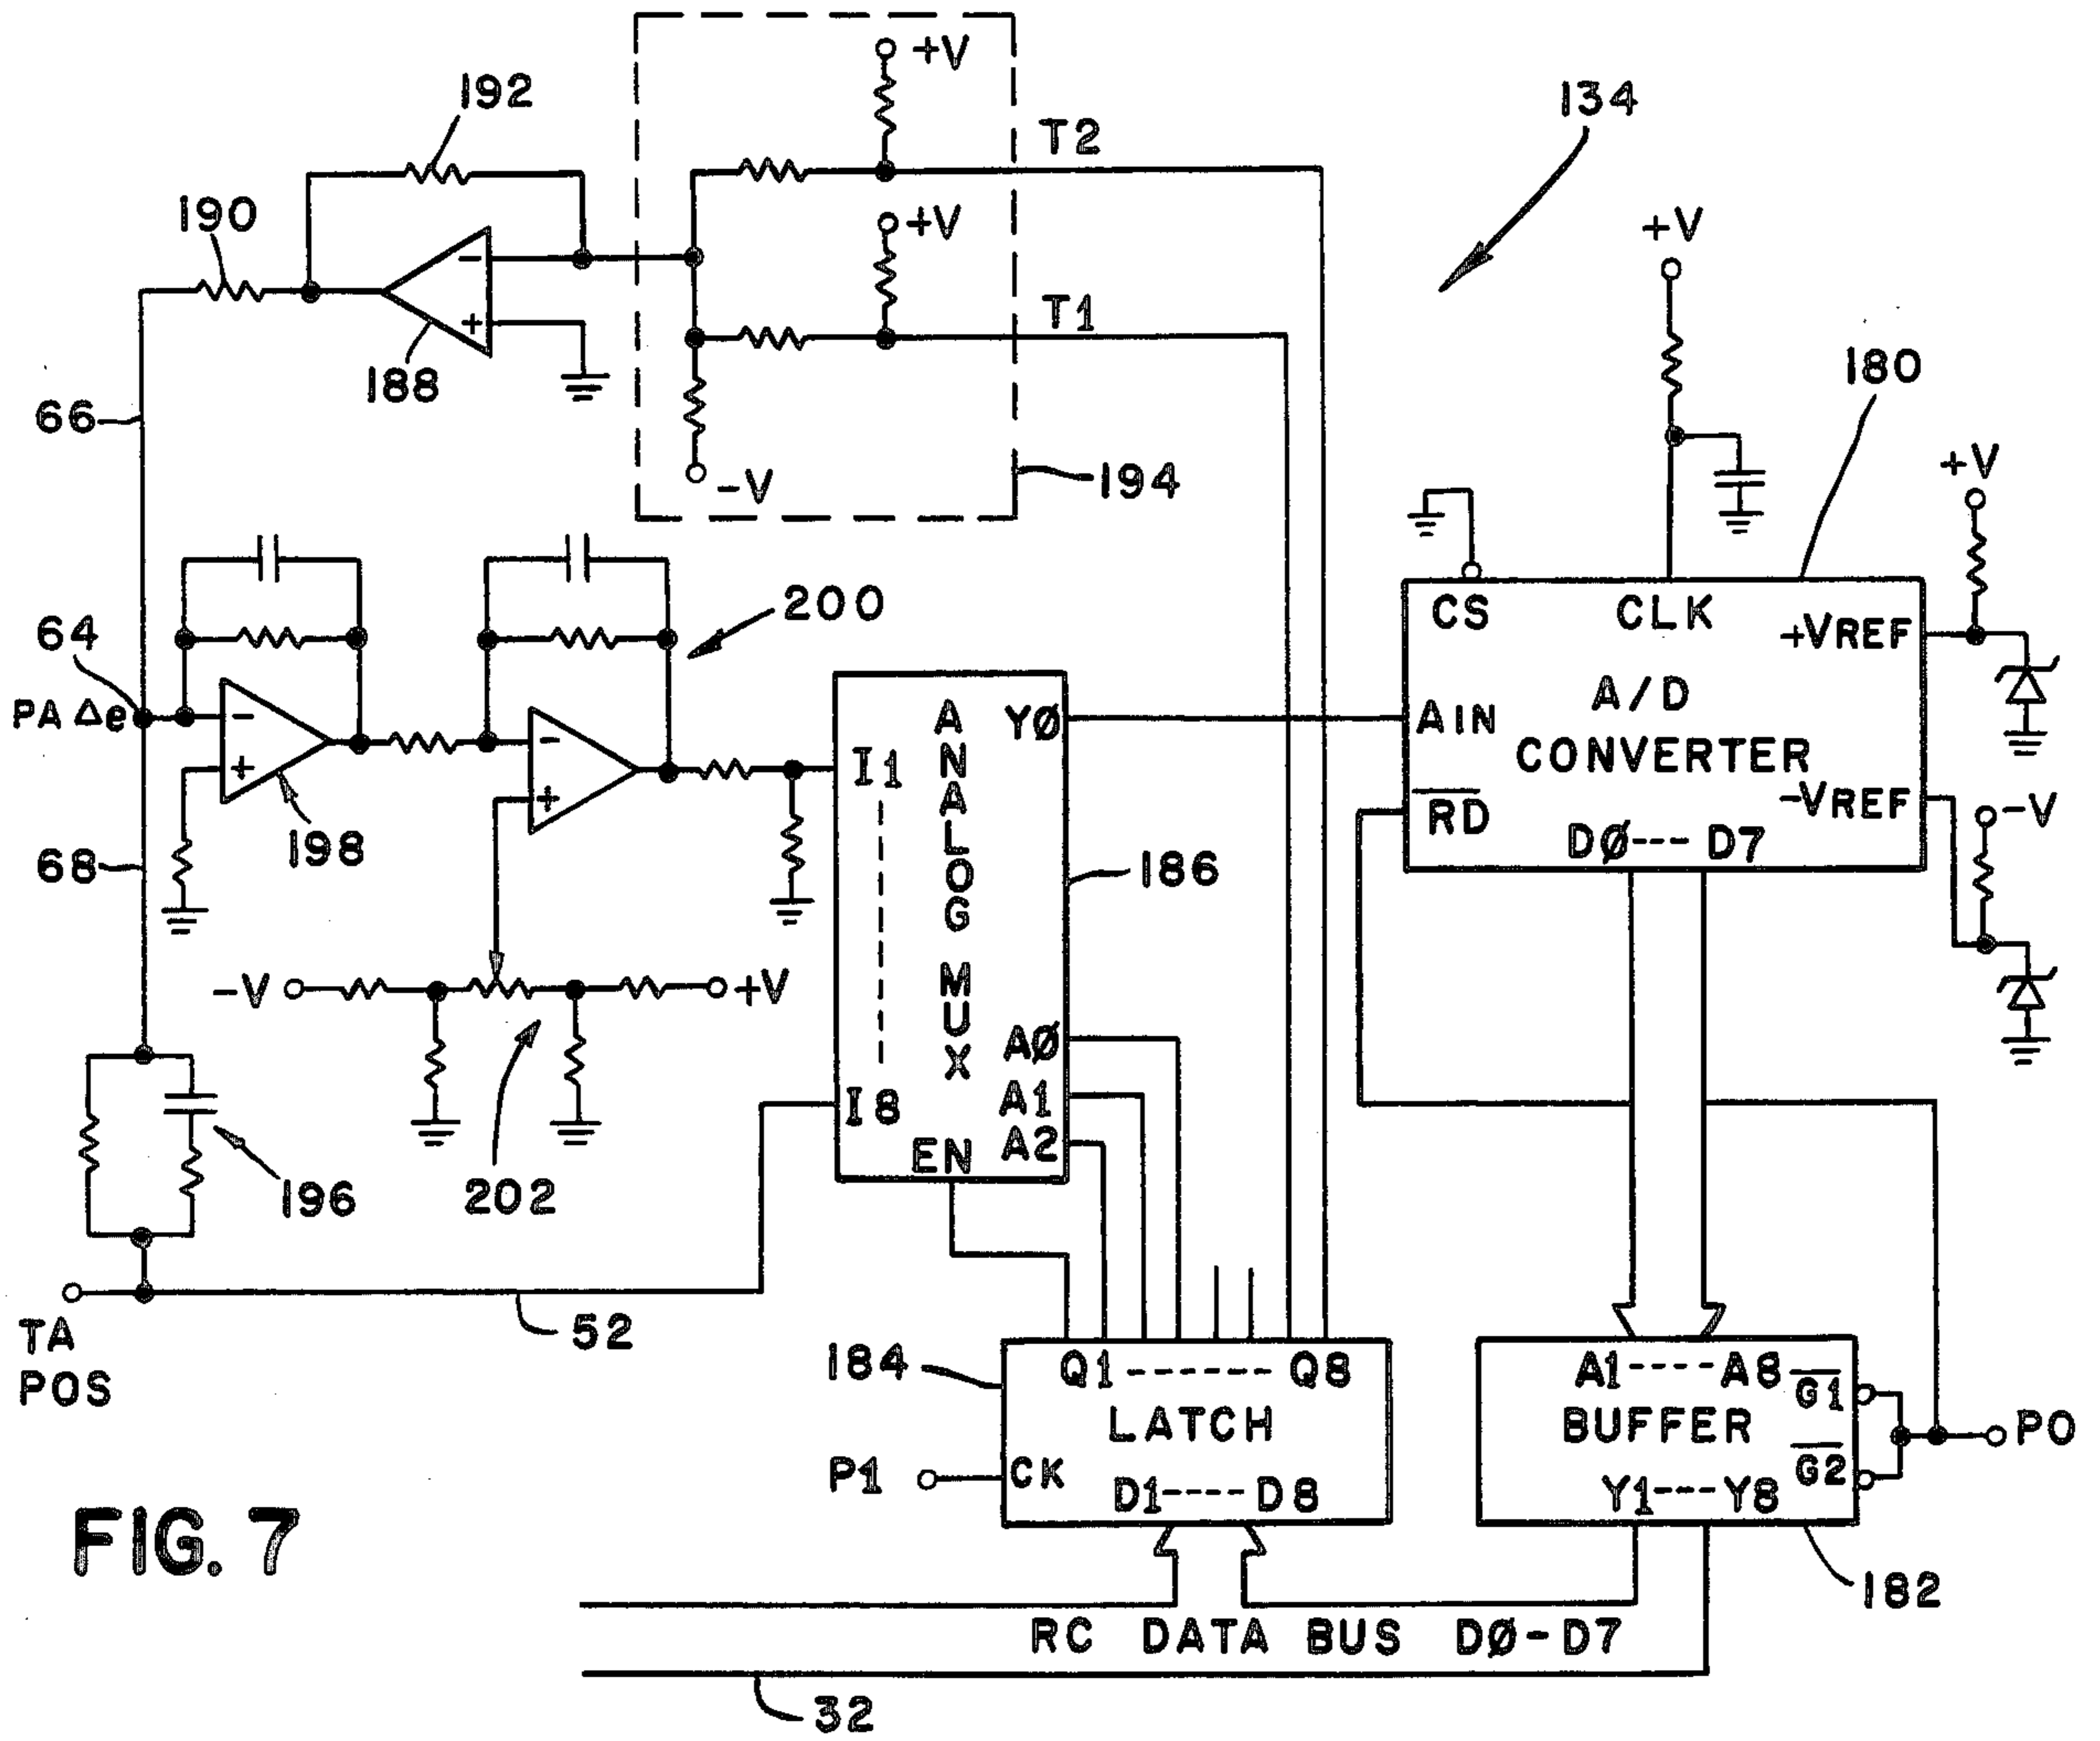 +V
192
134
T2
190
+V
+V
T1
188
180
66
194
+V
-V
200
CS
CLK
+VREF
64
ANALOG MUX
YØ
A/D
CONVERTER
AIN
PA Δe
-
-
I1
+
+
RD
-VREF
-V
198
DØ--- D7
68
186
-V
+V
AØ
A1
I8
A2
EN
196
202
TA
POS
52
184
Q1 ------ Q8
LATCH
P1
CK
D1---- D8
A1---- A8
G1
BUFFER
G2
PO
Y1---Y8
FIG. 7
182
RC DATA BUS DØ-D7
32